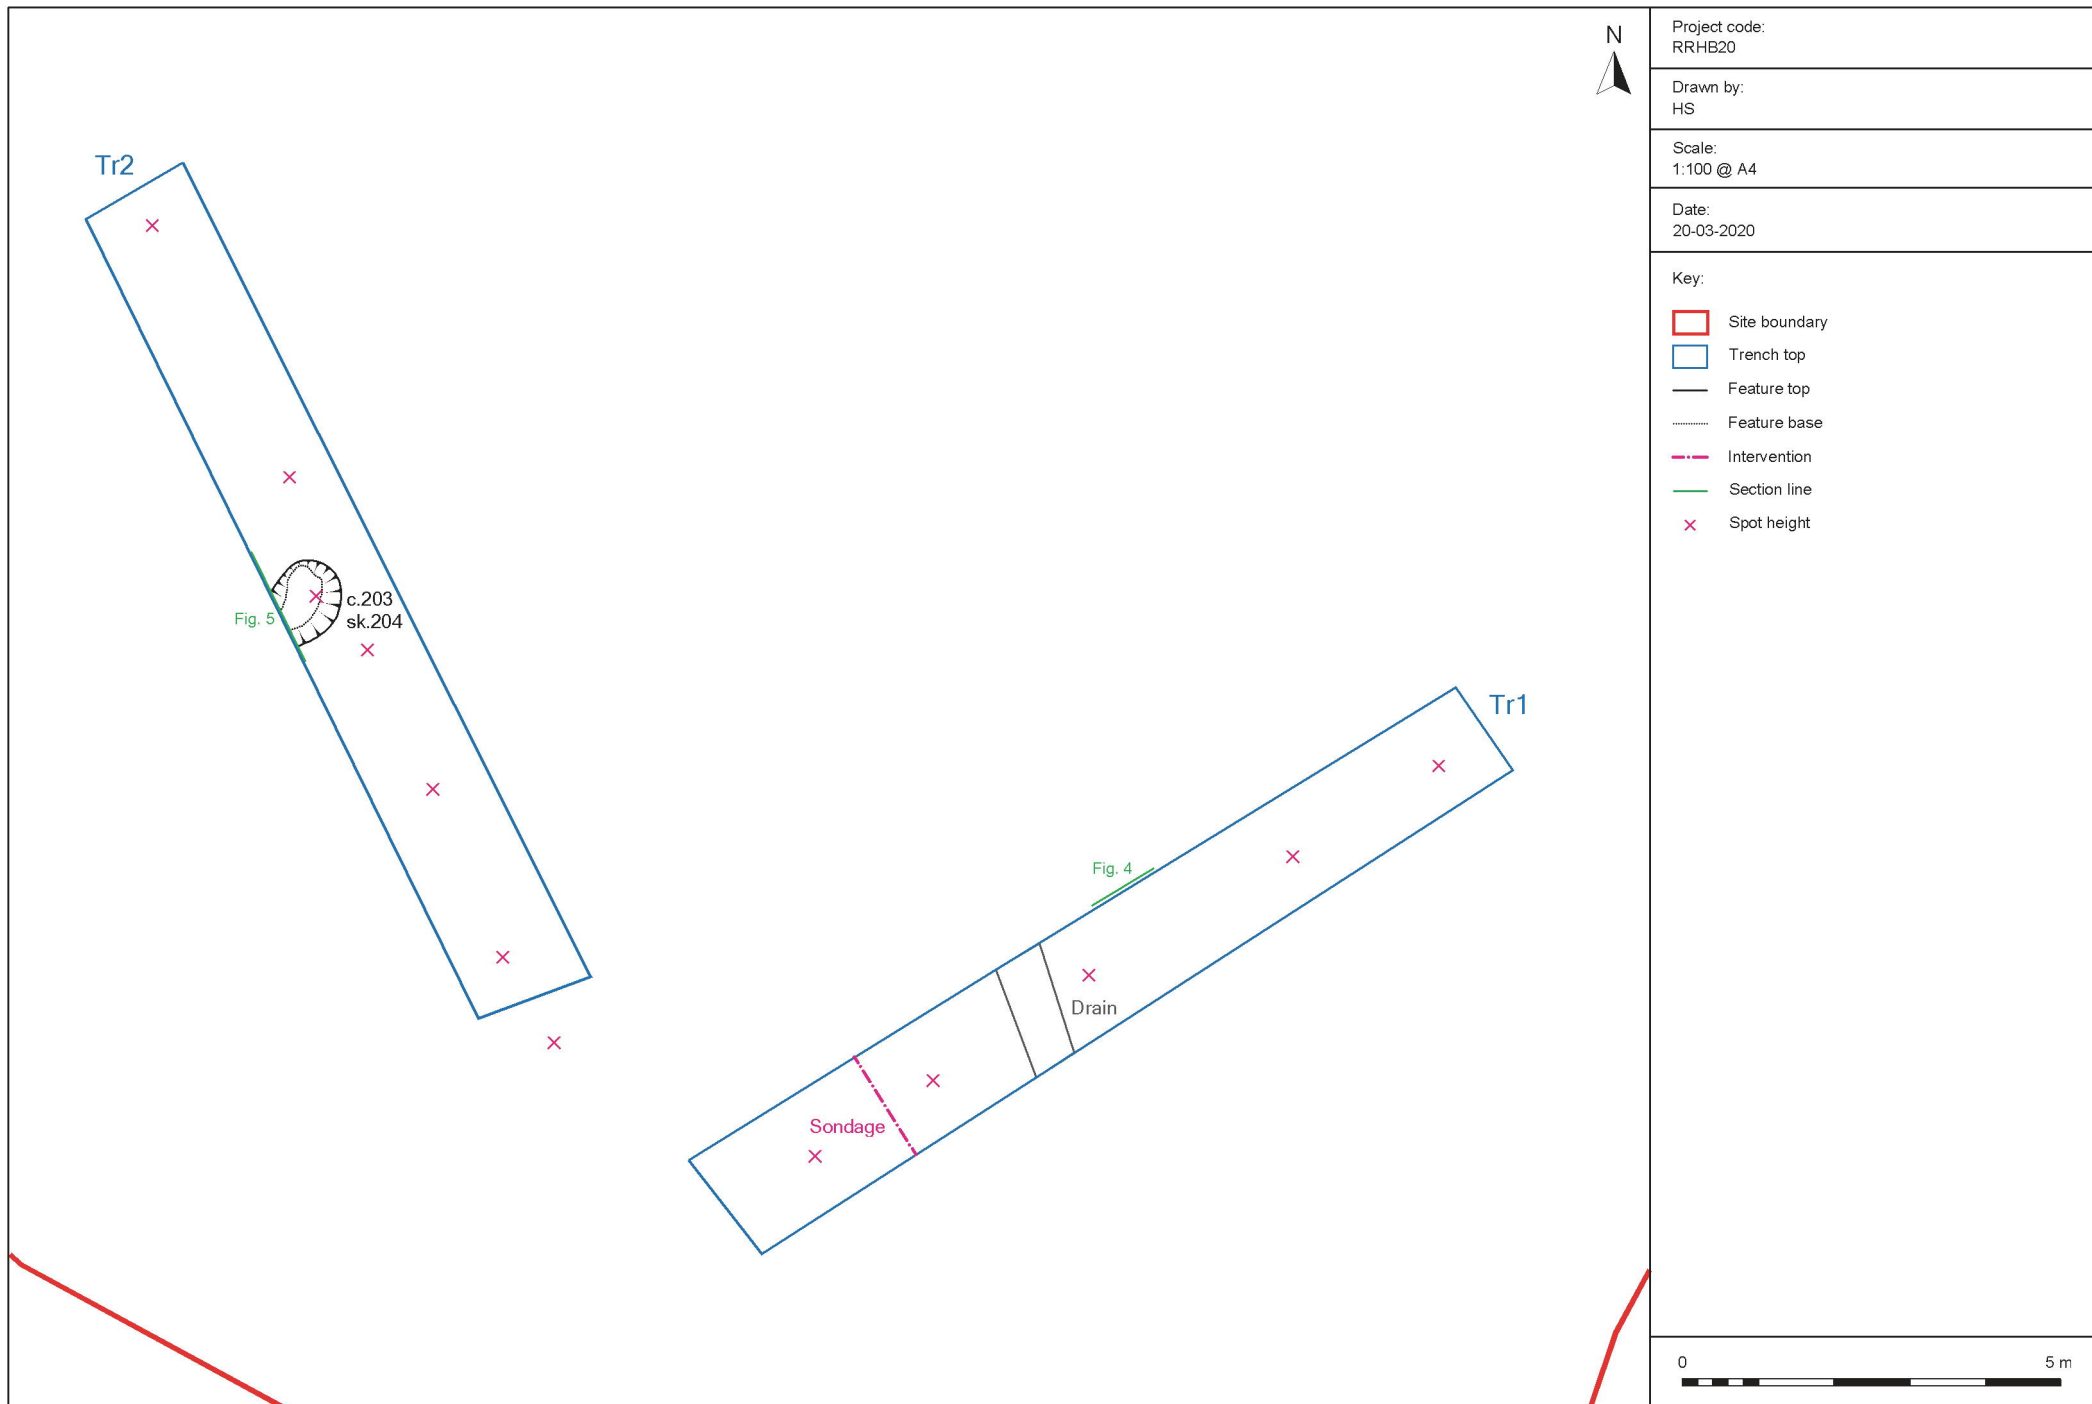 N
Tr2
c.203
sk.204
Fig. 5
Tr1
Fig. 4
Drain
Sondage
Project code:
RRHB20
Drawn by:
HS
Scale:
1:100 @ A4
Date:
20-03-2020
Key:
Site boundary
Trench top
Feature top
Feature base
Intervention
Section line
Spot height
0 5 m